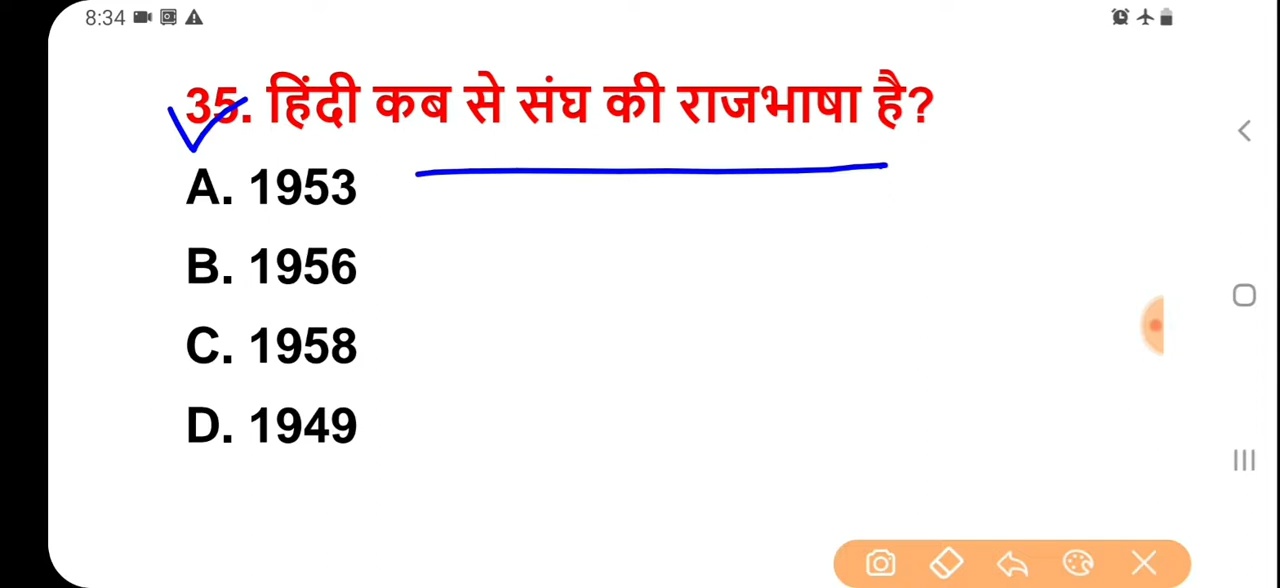 8:34
35. हिंदी कब से संघ की राजभाषा है?
A. 1953
B. 1956
C. 1958
D. 1949